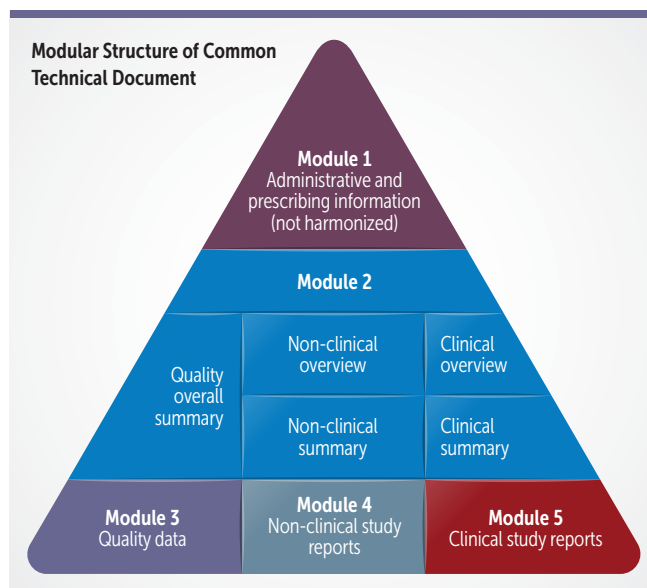 Modular Structure of Common
Technical Document
Module 1
Administrative and
prescribing information
(not harmonized)
Module 2
Quality
overall
summary
Non-clinical
overview
Clinical
overview
Non-clinical
summary
Clinical
summary
Module 3
Quality data
Module 4
Non-clinical study
reports
Module 5
Clinical study reports